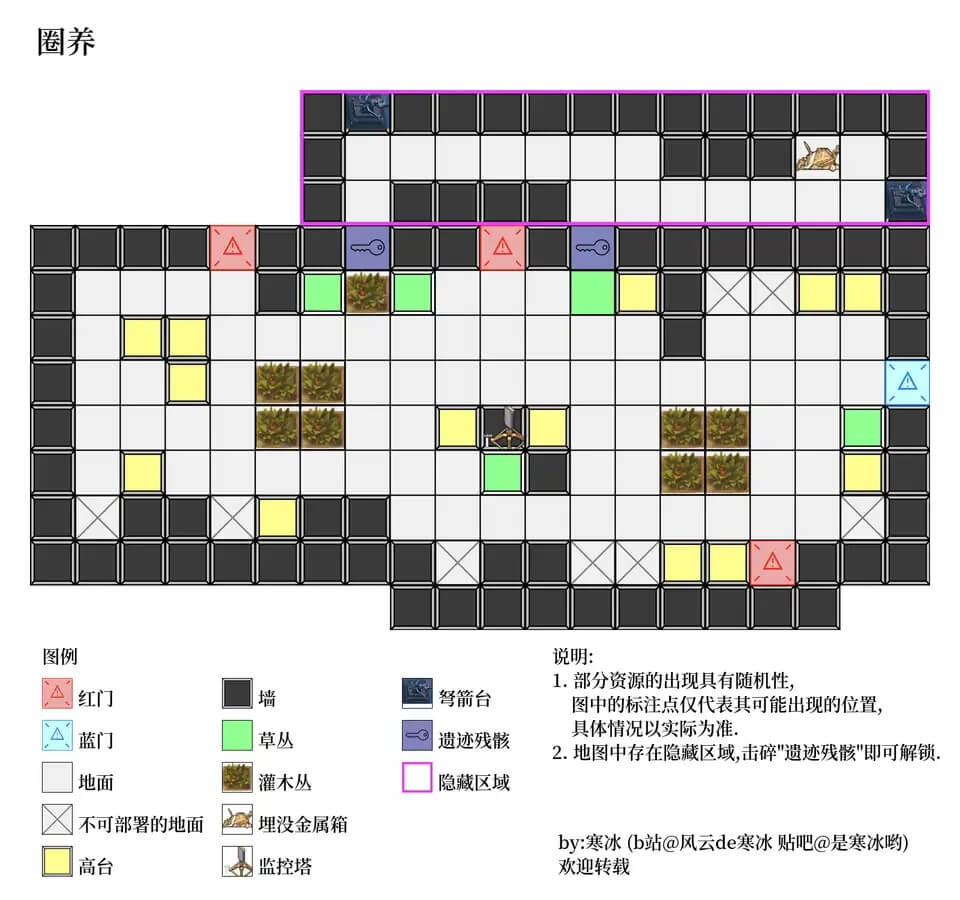 圈养
图例
红门
墙
弩箭台
蓝门
草丛
遗迹残骸
地面
灌木丛
隐藏区域
不可部署的地面
埋没金属箱
高台
监控塔
说明:
1. 部分资源的出现具有随机性,
图中的标注点仅代表其可能出现的位置,
具体情况以实际为准.
2. 地图中存在隐藏区域,击碎"遗迹残骸"即可解锁.
by:寒冰 (b站@风云de寒冰 贴吧@是寒冰哟)
欢迎转载